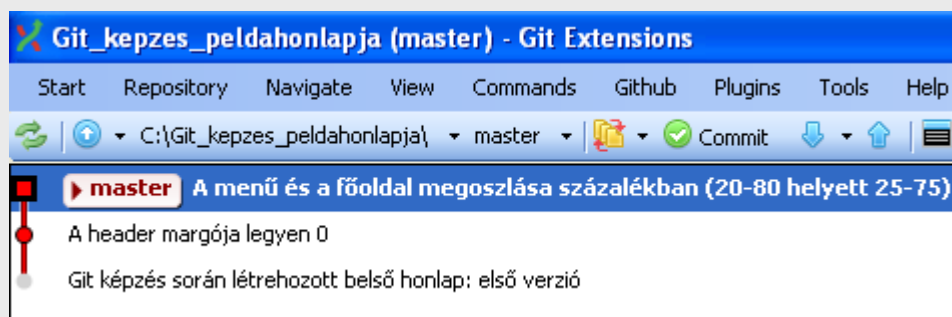 Git_kepzes_peldahonlapja (master) - Git Extensions
Start Repository Navigate View Commands Github Plugins Tools Help
C:\Git_kepzes_peldahonlapja\ master Commit
master A menű és a főoldal megoszlása százalékban (20-80 helyett 25-75)
A header margója legyen 0
Git képzés során létrehozott belső honlap: első verzió